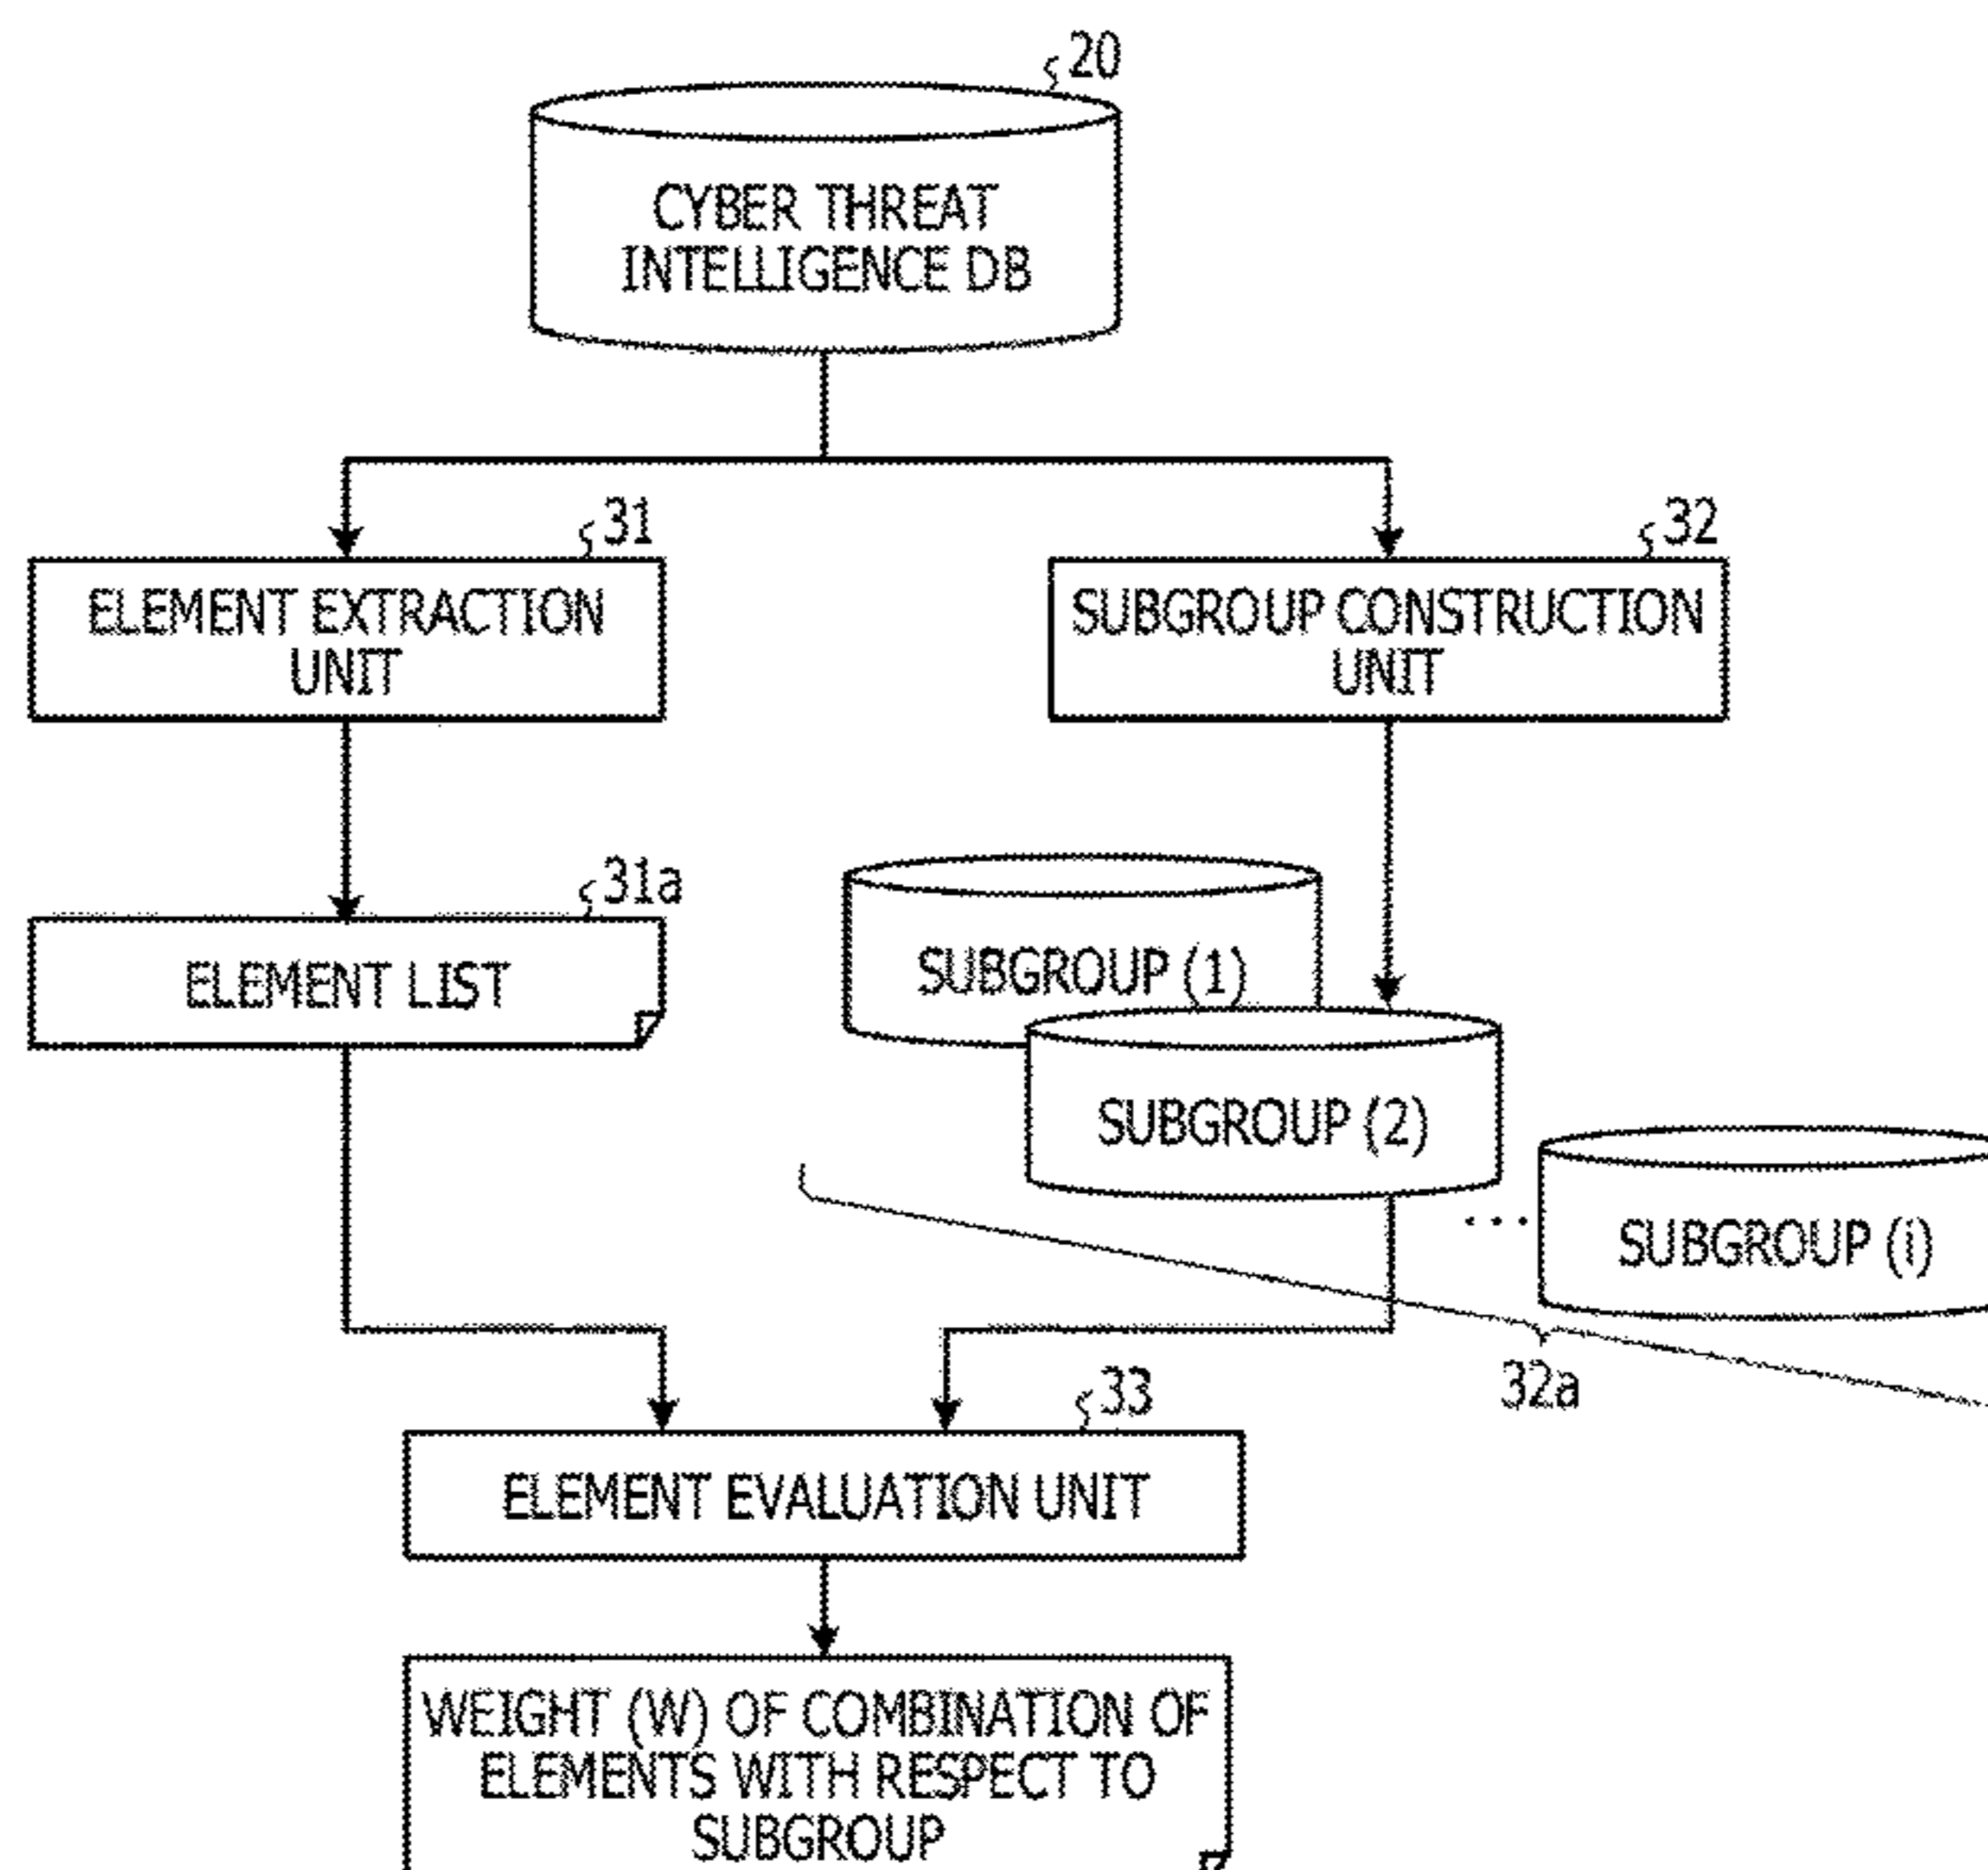 20
CYBER THREAT
INTELLIGENCE DB
31
32
ELEMENT EXTRACTION
UNIT
SUBGROUP CONSTRUCTION
UNIT
31a
ELEMENT LIST
SUBGROUP (1)
SUBGROUP (2)
...
SUBGROUP (i)
32a
33
ELEMENT EVALUATION UNIT
WEIGHT (W) OF COMBINATION OF
ELEMENTS WITH RESPECT TO
SUBGROUP